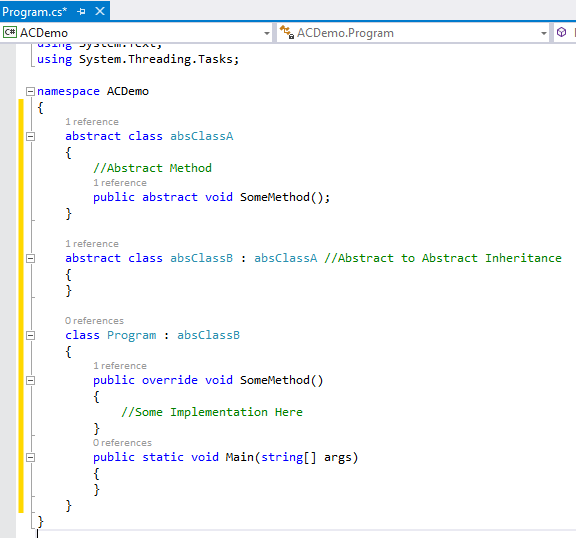 Program.cs*
C# ACDemo
ACDemo.Program
using System.Text;
using System.Threading.Tasks;
namespace ACDemo
{
1 reference
abstract class absClassA
{
//Abstract Method
1 reference
public abstract void SomeMethod();
}
1 reference
abstract class absClassB : absClassA //Abstract to Abstract Inheritance
{
}
0 references
class Program : absClassB
{
1 reference
public override void SomeMethod()
{
//Some Implementation Here
}
0 references
public static void Main(string[] args)
{
}
}
}